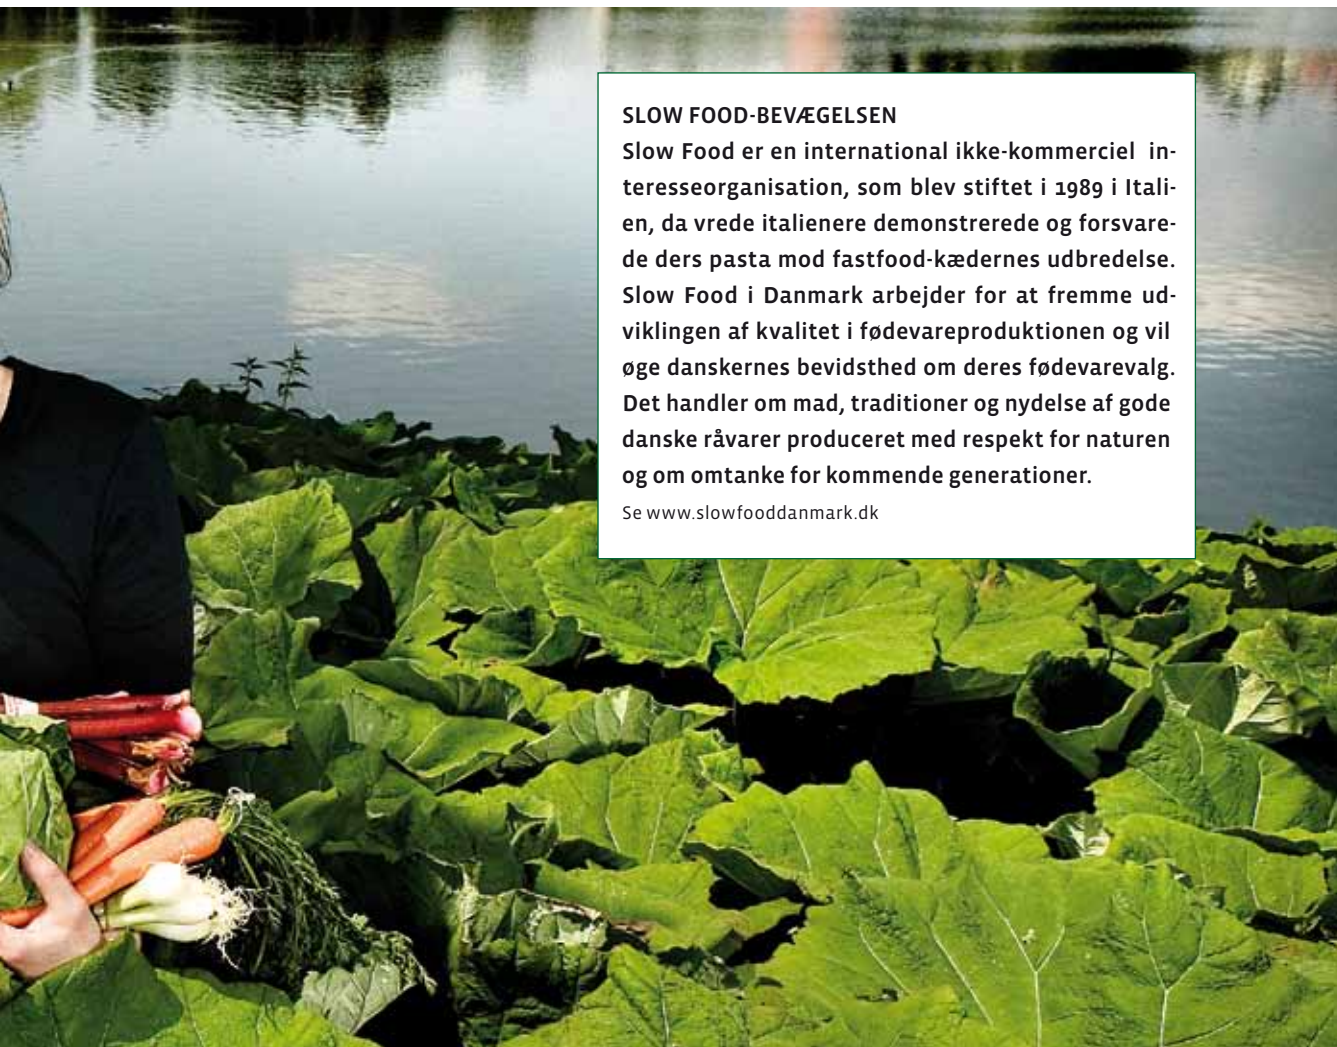 SLOW FOOD-BEVÆGELSEN
Slow Food er en international ikke-kommerciel in-
teresseorganisation, som blev stiftet i 1989 i Itali-
en, da vrede italienere demonstrerede og forsvare-
de ders pasta mod fastfood-kædernes udbredelse.
Slow Food i Danmark arbejder for at fremme ud-
viklingen af kvalitet i fødevareproduktionen og vil
øge danskernes bevidsthed om deres fødevarevalg.
Det handler om mad, traditioner og nydelse af gode
danske råvarer produceret med respekt for naturen
og om omtanke for kommende generationer.
Se www.slowfooddanmark.dk